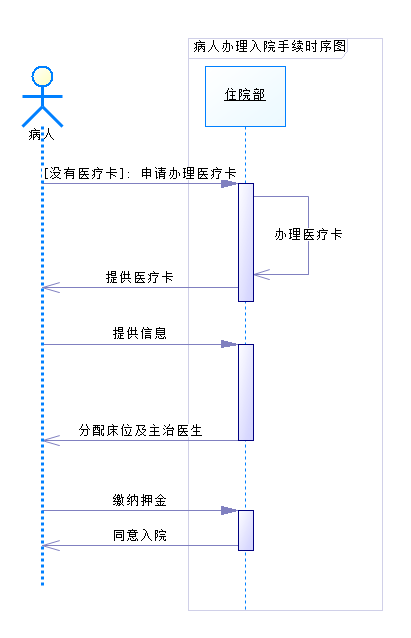 病人办理入院手续时序图
住院部
病人
[没有医疗卡]: 申请办理医疗卡
办理医疗卡
提供医疗卡
提供信息
分配床位及主治医生
缴纳押金
同意入院